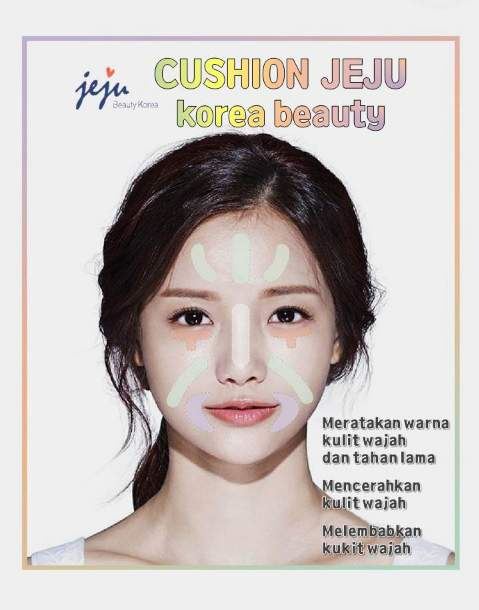 jeju
Beauty Korea
CUSHION JEJU
korea beauty
Meratakan warna
kulit wajah
dan tahan lama
Mencerahkan
kulit wajah
Melembabkan
kukit wajah